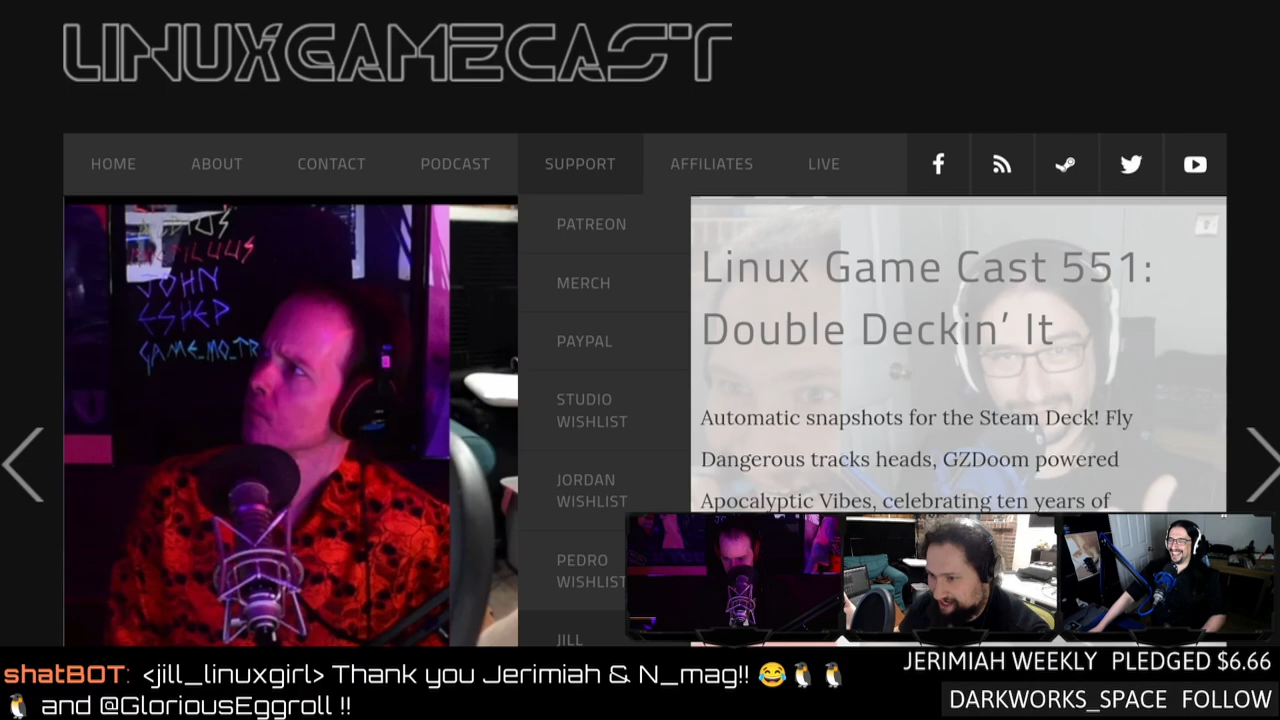 LINUXGAMECAST
HOME ABOUT CONTACT PODCAST SUPPORT AFFILIATES LIVE
JOHN
ESHEP
GAME_MO_TR
PATREON
MERCH
PAYPAL
STUDIO
WISHLIST
JORDAN
WISHLIST
PEDRO
WISHLIST
JILL
Linux Game Cast 551:
Double Deckin’ It
Automatic snapshots for the Steam Deck! Fly
Dangerous tracks heads, GZDoom powered
Apocalyptic Vibes, celebrating ten years of
shatBOT: <jill_linuxgirl> Thank you Jerimiah & N_mag!! 😂🐧🐧
🐧 and @GloriousEggroll !!
JERIMIAH WEEKLY PLEDGED $6.66
DARKWORKS_SPACE FOLLOW